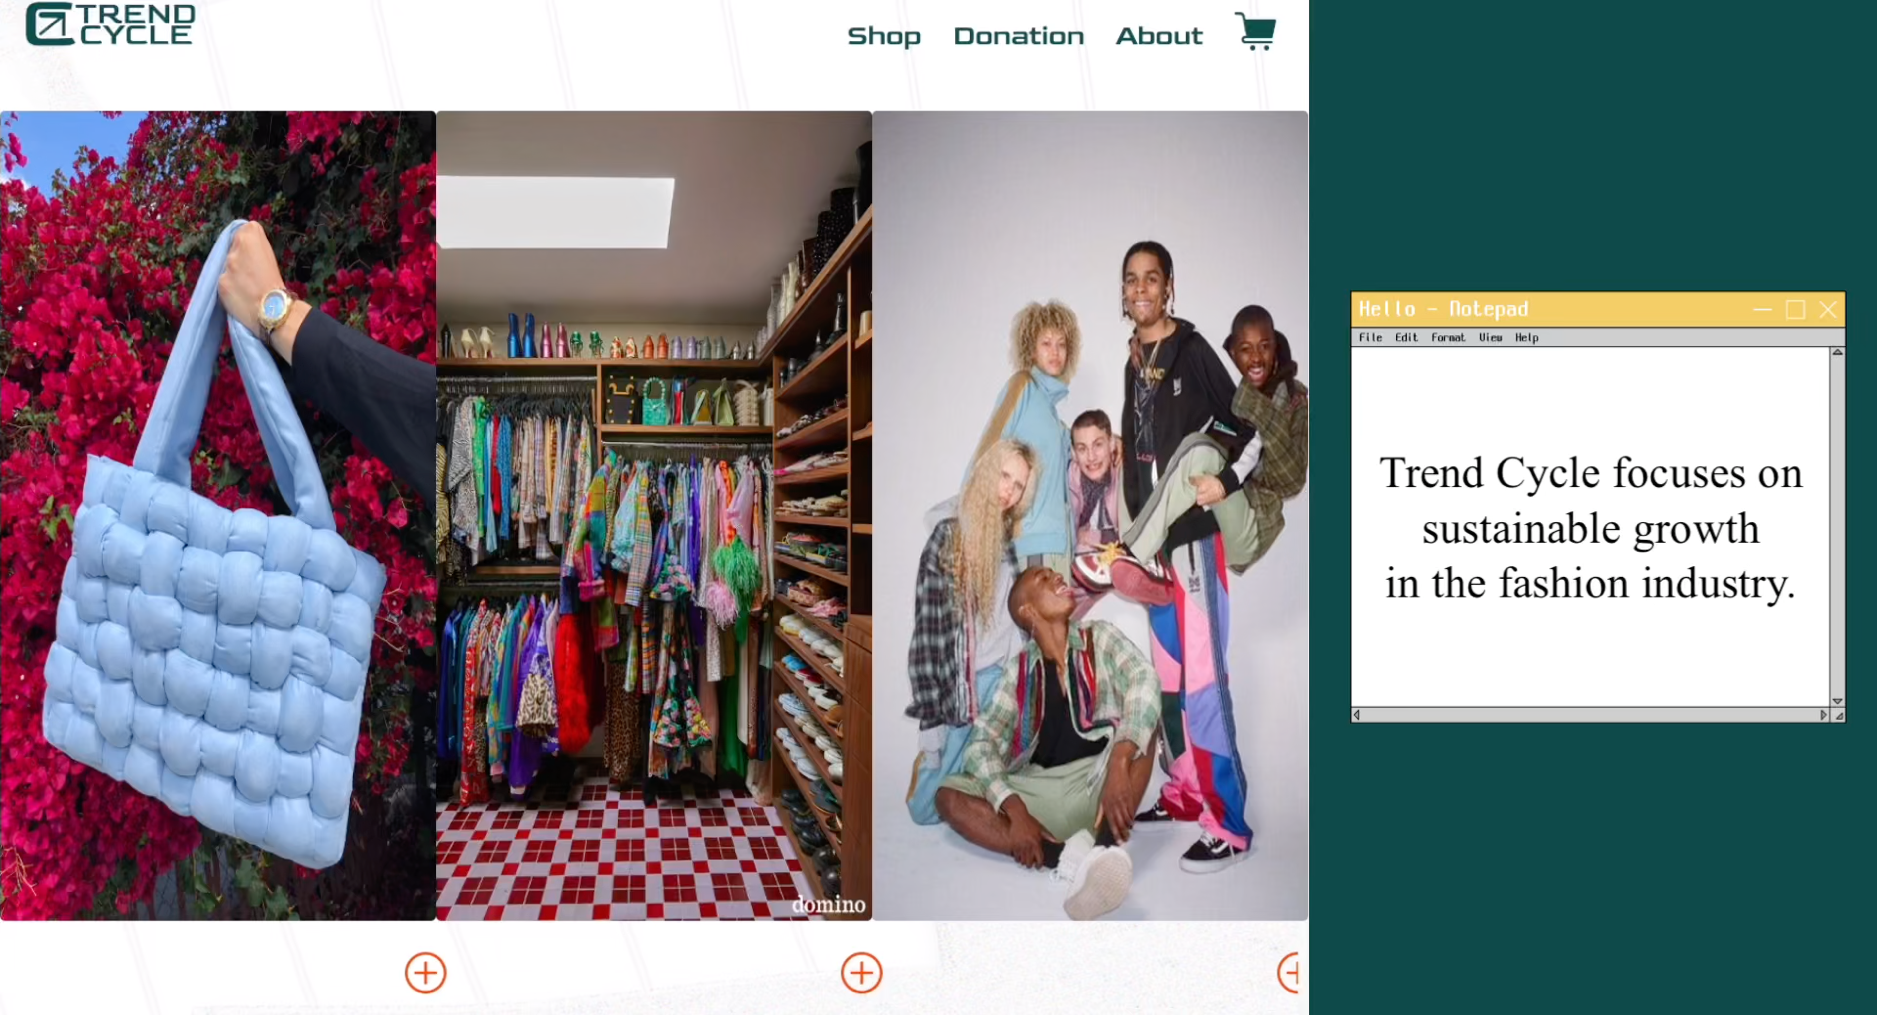 TREND
CYCLE
Shop Donation About
domino
Hello - Notepad
File Edit Format View Help
Trend Cycle focuses on
sustainable growth
in the fashion industry.